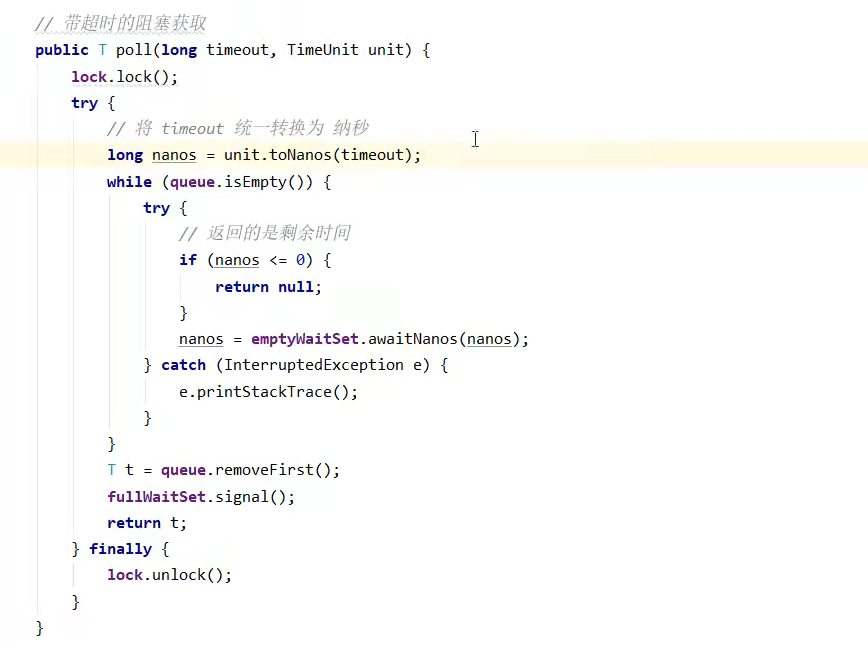 // 带超时的阻塞获取
public T poll(long timeout, TimeUnit unit) {
lock.lock();
try {
// 将 timeout 统一转换为 纳秒
long nanos = unit.toNanos(timeout);
while (queue.isEmpty()) {
try {
// 返回的是剩余时间
if (nanos <= 0) {
return null;
}
nanos = emptyWaitSet.awaitNanos(nanos);
} catch (InterruptedException e) {
e.printStackTrace();
}
}
T t = queue.removeFirst();
fullWaitSet.signal();
return t;
} finally {
lock.unlock();
}
}